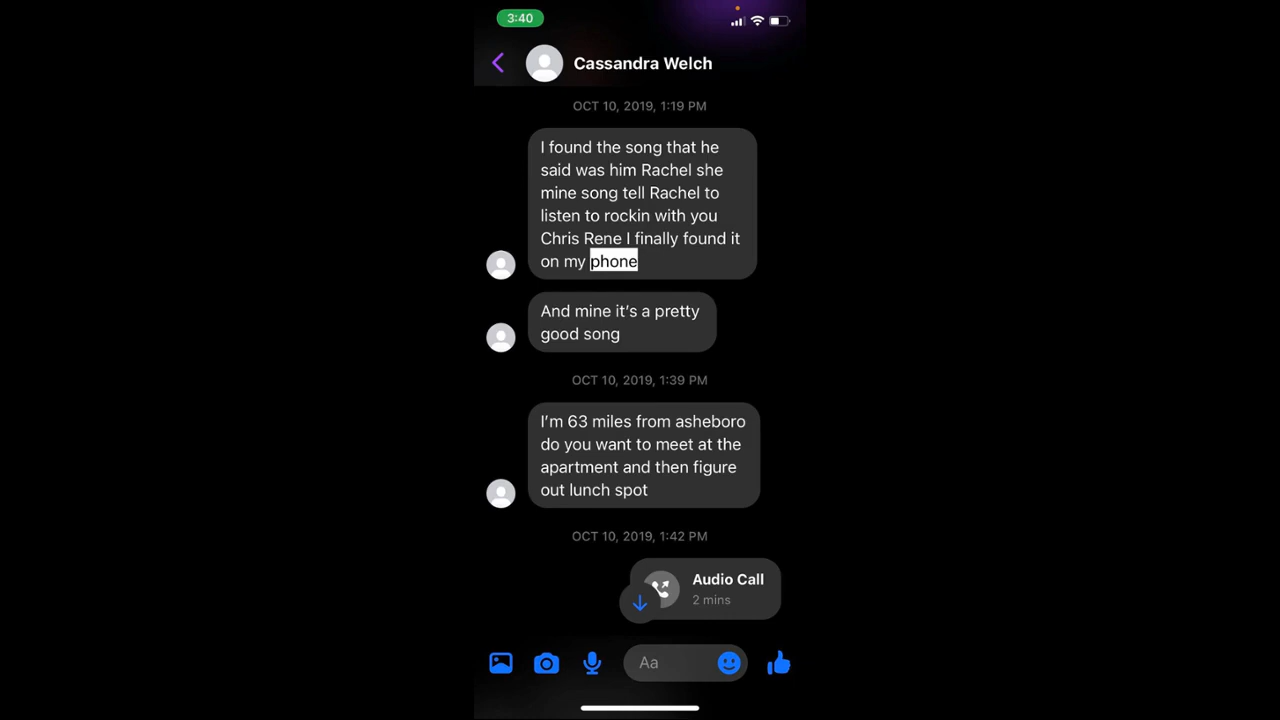 3:40
Cassandra Welch
OCT 10, 2019, 1:19 PM
I found the song that he
said was him Rachel she
mine song tell Rachel to
listen to rockin with you
Chris Rene I finally found it
on my phone
And mine it's a pretty
good song
OCT 10, 2019, 1:39 PM
I'm 63 miles from asheboro
do you want to meet at the
apartment and then figure
out lunch spot
OCT 10, 2019, 1:42 PM
Audio Call
2 mins
Aa